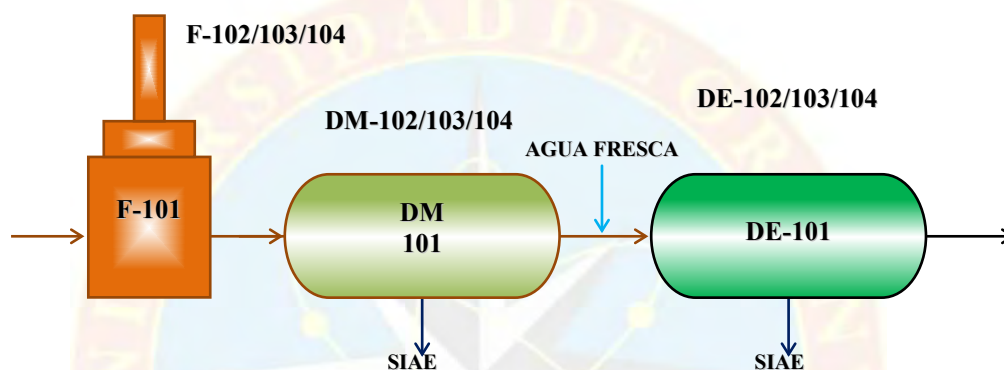 F-102/103/104
DE-102/103/104
DM-102/103/104
AGUA FRESCA
F-101
DM
101
DE-101
SIAE
SIAE